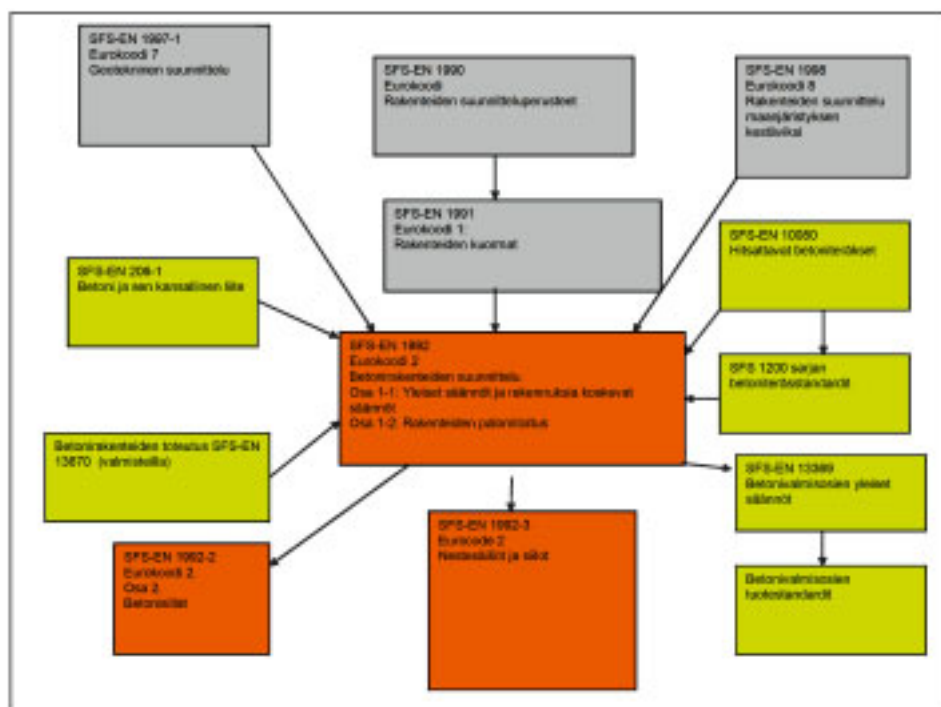 SFS-EN 1997-1
Eurokoodi 7
Geotekninen suunnittelu
SFS-EN 1990
Eurokoodi
Rakenteiden suunnitteluperusteet
SFS-EN 1998
Eurokoodi 8
Rakenteiden suunnittelu
maanjäristyksen
kestäviksi
SFS-EN 1991
Eurokoodi 1:
Rakenteiden kuormat
SFS-EN 10080
Hitsattavat betoniteräkset
SFS-EN 206-1
Betoni ja sen kansallinen liite
SFS-EN 1992
Eurokoodi 2
Betonirakenteiden suunnittelu
Osa 1-1: Yleiset säännöt ja rakennuksia koskevat
säännöt
Osa 1-2: Rakenteiden palomitoitus
SFS 1200 sarjan
betoniterässtandardit
Betonirakenteiden toteutus SFS-EN
13670 (valmisteilla)
SFS-EN 13369
Betonivalmisosien yleiset
säännöt
SFS-EN 1992-2
Eurokoodi 2
Osa 2
Betonisillat
SFS-EN 1992-3
Eurocode 2
Nestesäiliöt ja siilot
Betonivalmisosien
tuotestandardit